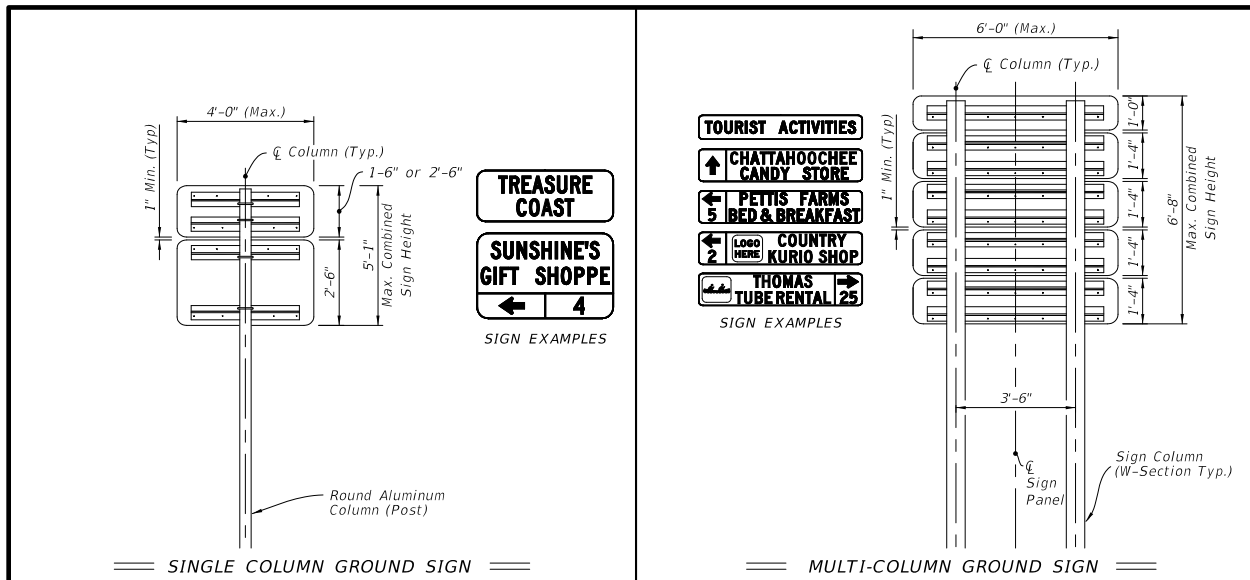 4'-0" (Max.)
1" Min. (Typ)
℄ Column (Typ.)
1-6" or 2'-6"
2'-6"
5'-1"
Max. Combined
Sign Height
Round Aluminum
Column (Post)
TREASURE
COAST
SUNSHINE'S
GIFT SHOPPE
4
SIGN EXAMPLES
SINGLE COLUMN GROUND SIGN
TOURIST ACTIVITIES
CHATTAHOOCHEE
CANDY STORE
5
PETTIS FARMS
BED & BREAKFAST
2
LOGO
HERE
COUNTRY
KURIO SHOP
THOMAS
TUBE RENTAL
25
SIGN EXAMPLES
6'-0" (Max.)
℄ Column (Typ.)
1" Min. (Typ.)
1'-0"
1'-4"
1'-4"
1'-4"
1'-4"
6'-8"
Max. Combined
Sign Height
3'-6"
℄
Sign
Panel
Sign Column
(W-Section Typ.)
MULTI-COLUMN GROUND SIGN